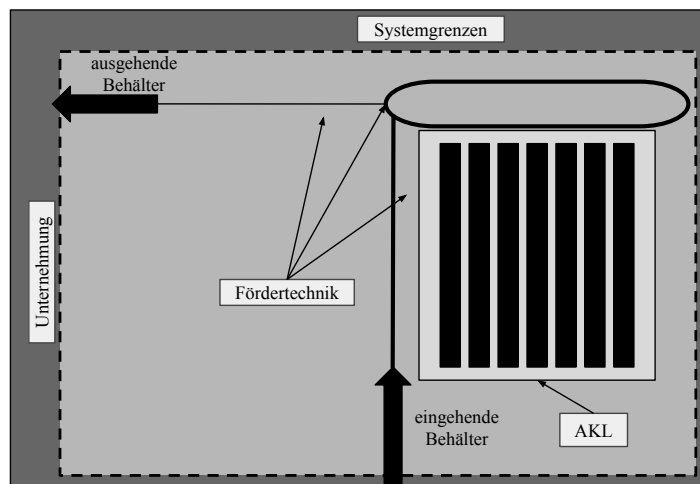 Systemgrenzen
ausgehende
Behälter
Unternehmung
Fördertechnik
eingehende
Behälter
AKL